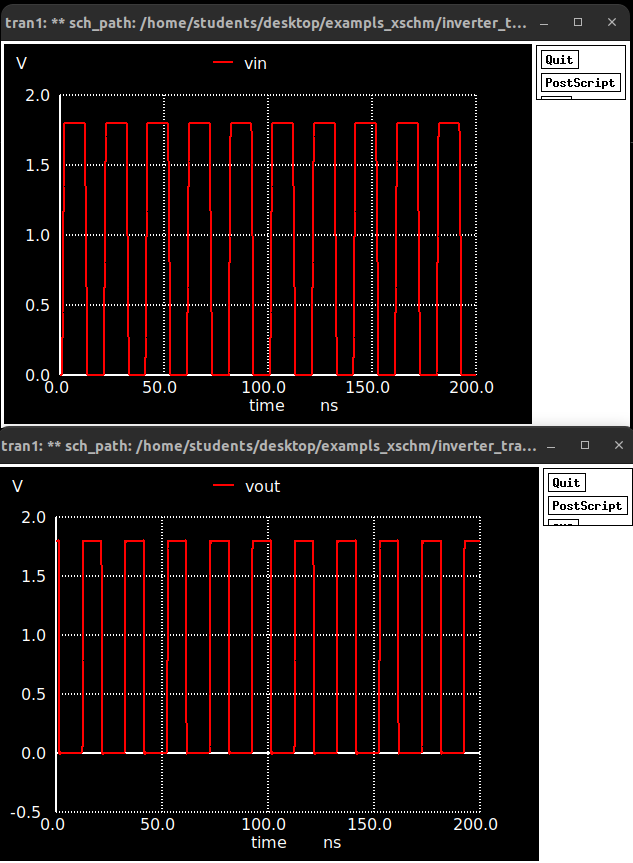 tran1: ** sch_path: /home/students/desktop/exampls_xschm/inverter_t...
Quit
PostScript
V
vin
2.0
1.5
1.0
0.5
0.0
0.0 50.0 100.0 150.0 200.0
time ns
tran1: ** sch_path: /home/students/desktop/exampls_xschm/inverter_tra...
Quit
PostScript
V
vout
2.0
1.5
1.0
0.5
0.0
-0.5
0.0 50.0 100.0 150.0 200.0
time ns